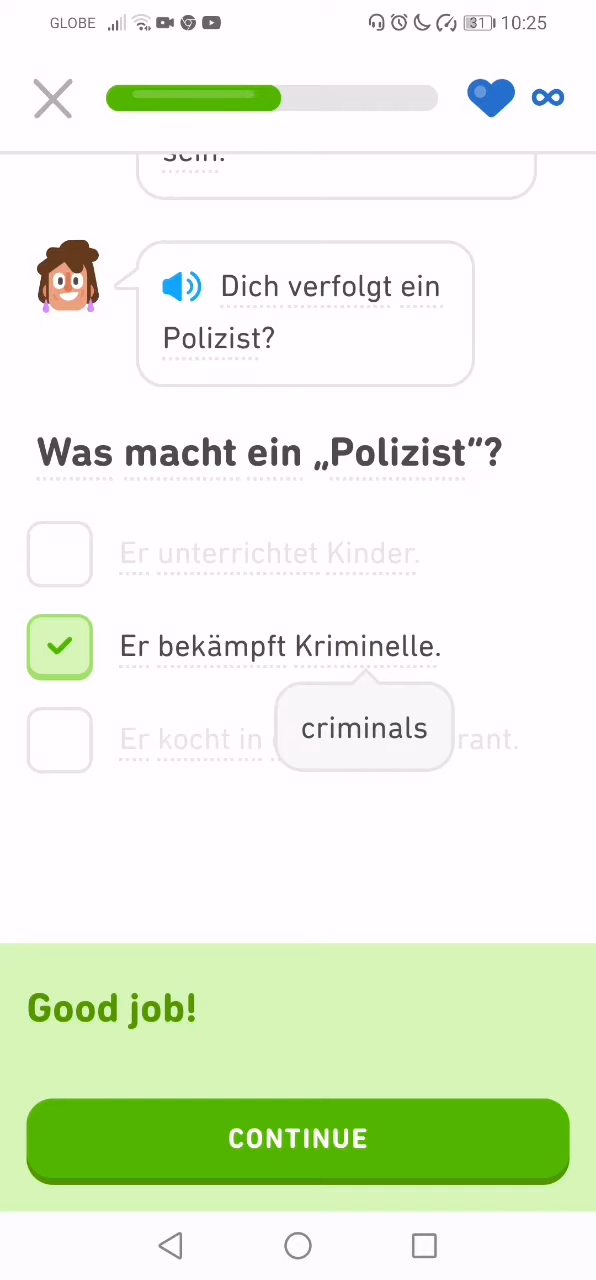 GLOBE 31 10:25
sein.
Dich verfolgt ein
Polizist?
Was macht ein „Polizist“?
Er unterrichtet Kinder.
Er bekämpft Kriminelle.
criminals
Er kocht in rant.
Good job!
CONTINUE